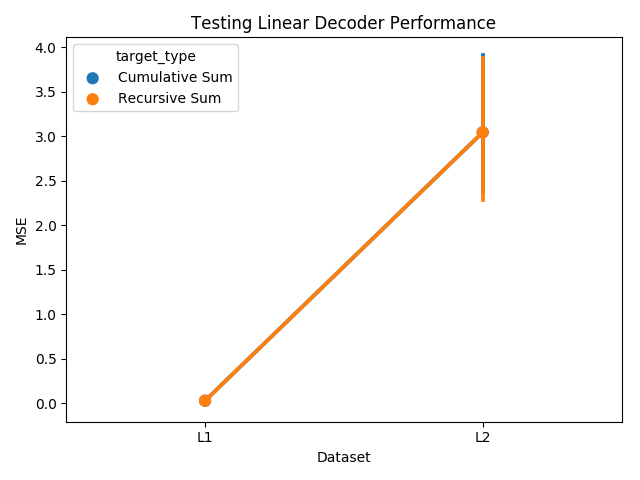 Testing Linear Decoder Performance
target_type
Cumulative Sum
Recursive Sum
4.0
3.5
3.0
2.5
2.0
1.5
1.0
0.5
0.0
MSE
L1
L2
Dataset